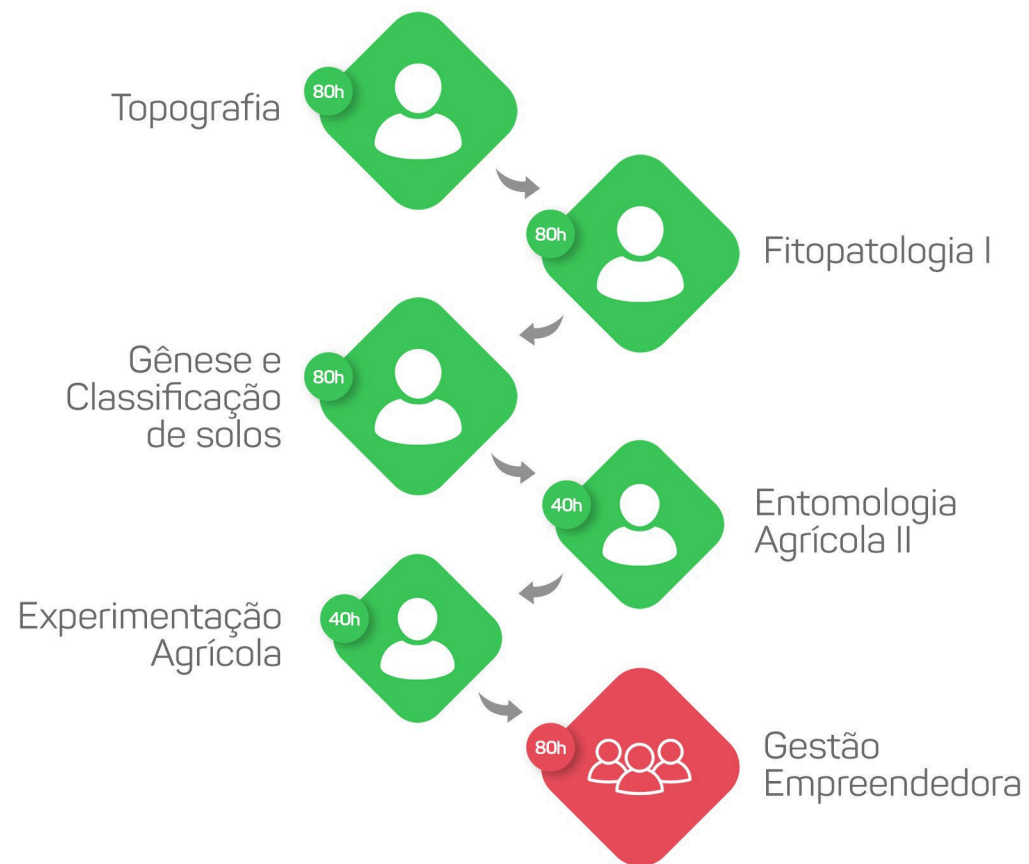 80h
Topografia
80h
Fitopatologia I
80h
Gênese e
Classificação
de solos
40h
Entomologia
Agrícola II
40h
Experimentação
Agrícola
80h
Gestão
Empreendedora